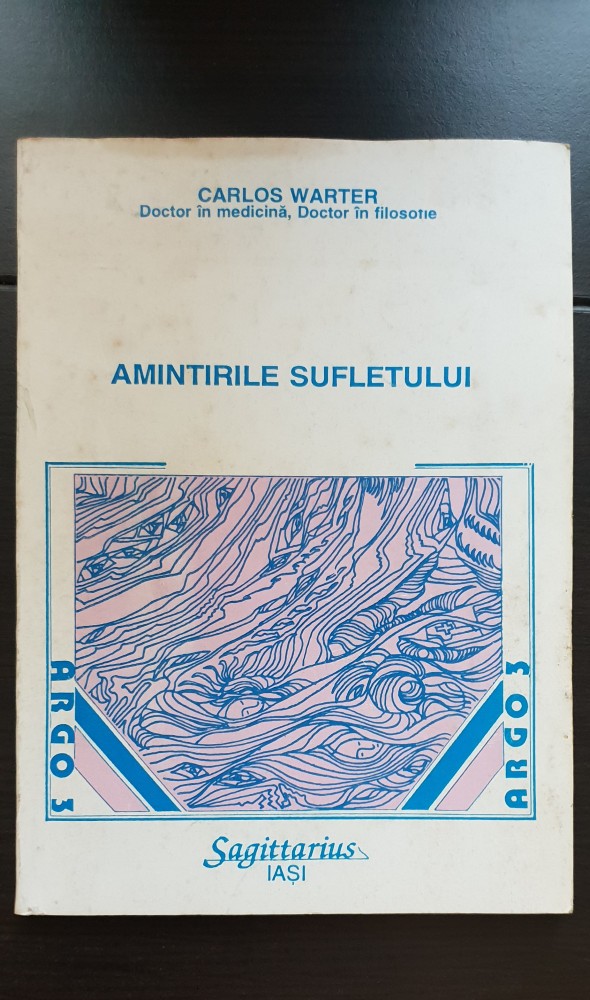 CARLOS WARTER
Doctor în medicină, Doctor în filosofie
AMINTIRILE SUFLETULUI
ARGO 3
ARGO 3
Sagittarius
IAȘI